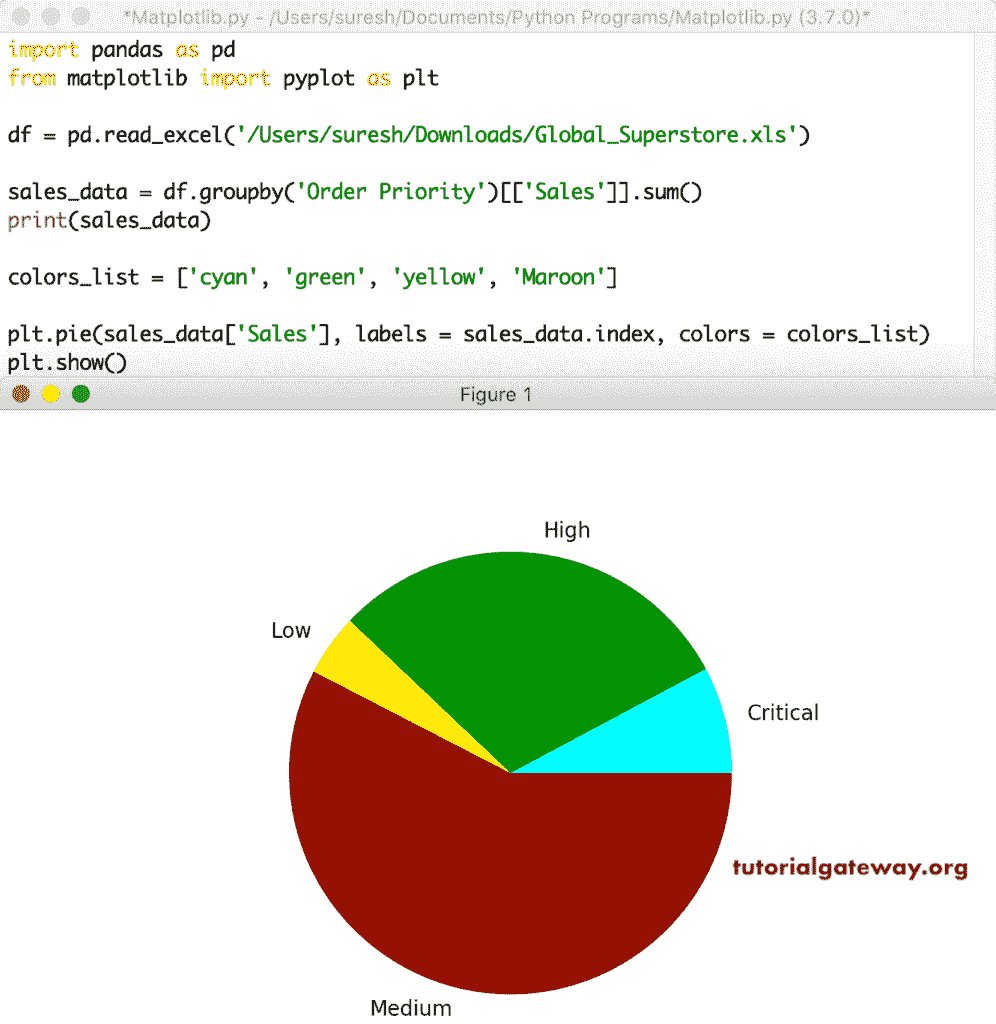 *Matplotlib.py - /Users/suresh/Documents/Python Programs/Matplotlib.py (3.7.0)*
import pandas as pd
from matplotlib import pyplot as plt
df = pd.read_excel('/Users/suresh/Downloads/Global_Superstore.xls')
sales_data = df.groupby('Order Priority')[['Sales']].sum()
print(sales_data)
colors_list = ['cyan', 'green', 'yellow', 'Maroon']
plt.pie(sales_data['Sales'], labels = sales_data.index, colors = colors_list)
plt.show()
Figure 1
High
Low
Critical
tutorialgateway.org
Medium